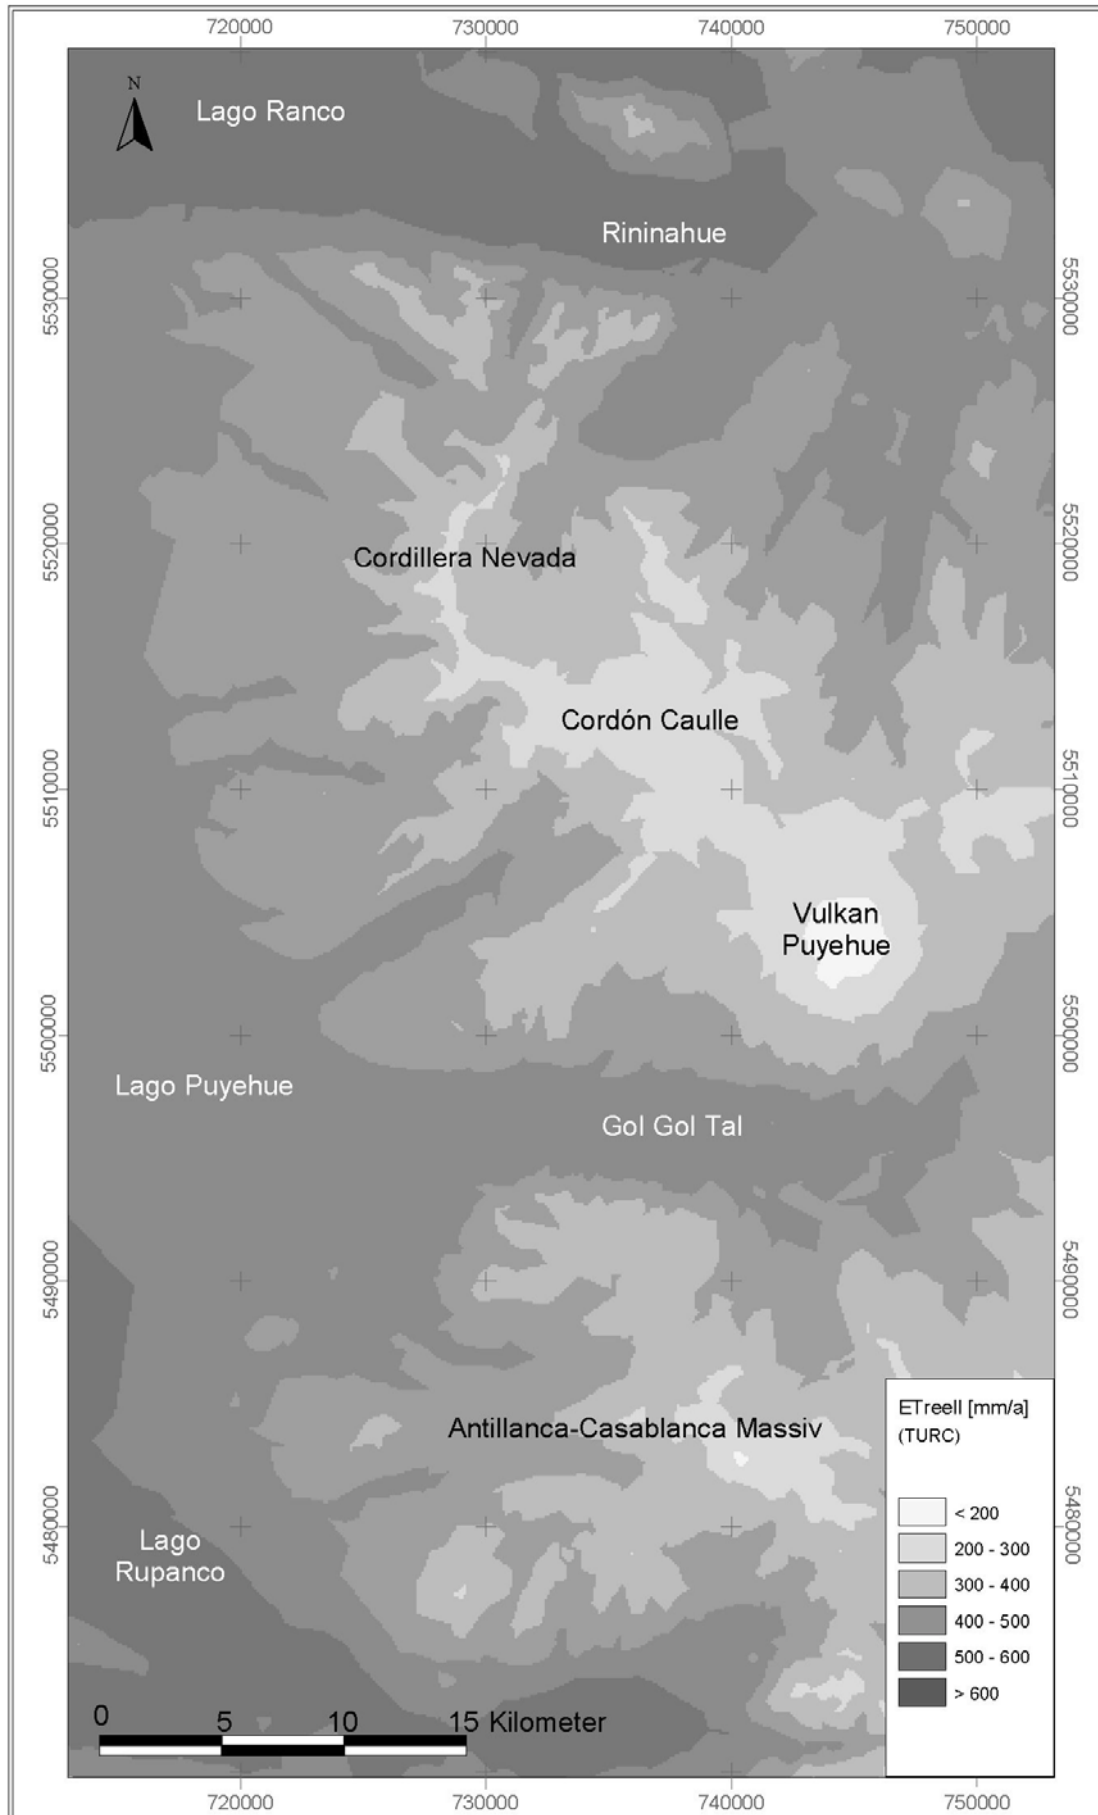 720000 730000 740000 750000
N
Lago Ranco
Rininahue
5530000 5530000
5520000 5520000
Cordillera Nevada
Cordón Caulle
5510000 5510000
Vulkan
Puyehue
5500000 5500000
Lago Puyehue
Gol Gol Tal
5490000 5490000
Antillanca-Casablanca Massiv
5480000 5480000
Lago
Rupanco
ETreell [mm/a]
(TURC)
< 200
200 - 300
300 - 400
400 - 500
500 - 600
> 600
0 5 10 15 Kilometer
720000 730000 740000 750000